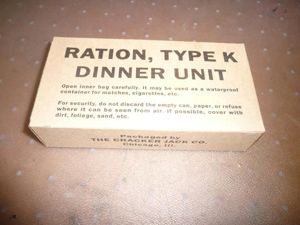 RATION, TYPE K
DINNER UNIT
Open inner bag carefully. It may be used as a waterproof
container for matches, cigarettes, etc.
For security, do not discard the empty can, paper, or refuse
where it can be seen from air. If possible, cover with
dirt, foliage, sand, etc.
Packaged by
THE CRACKER JACK CO.
Chicago, Ill.